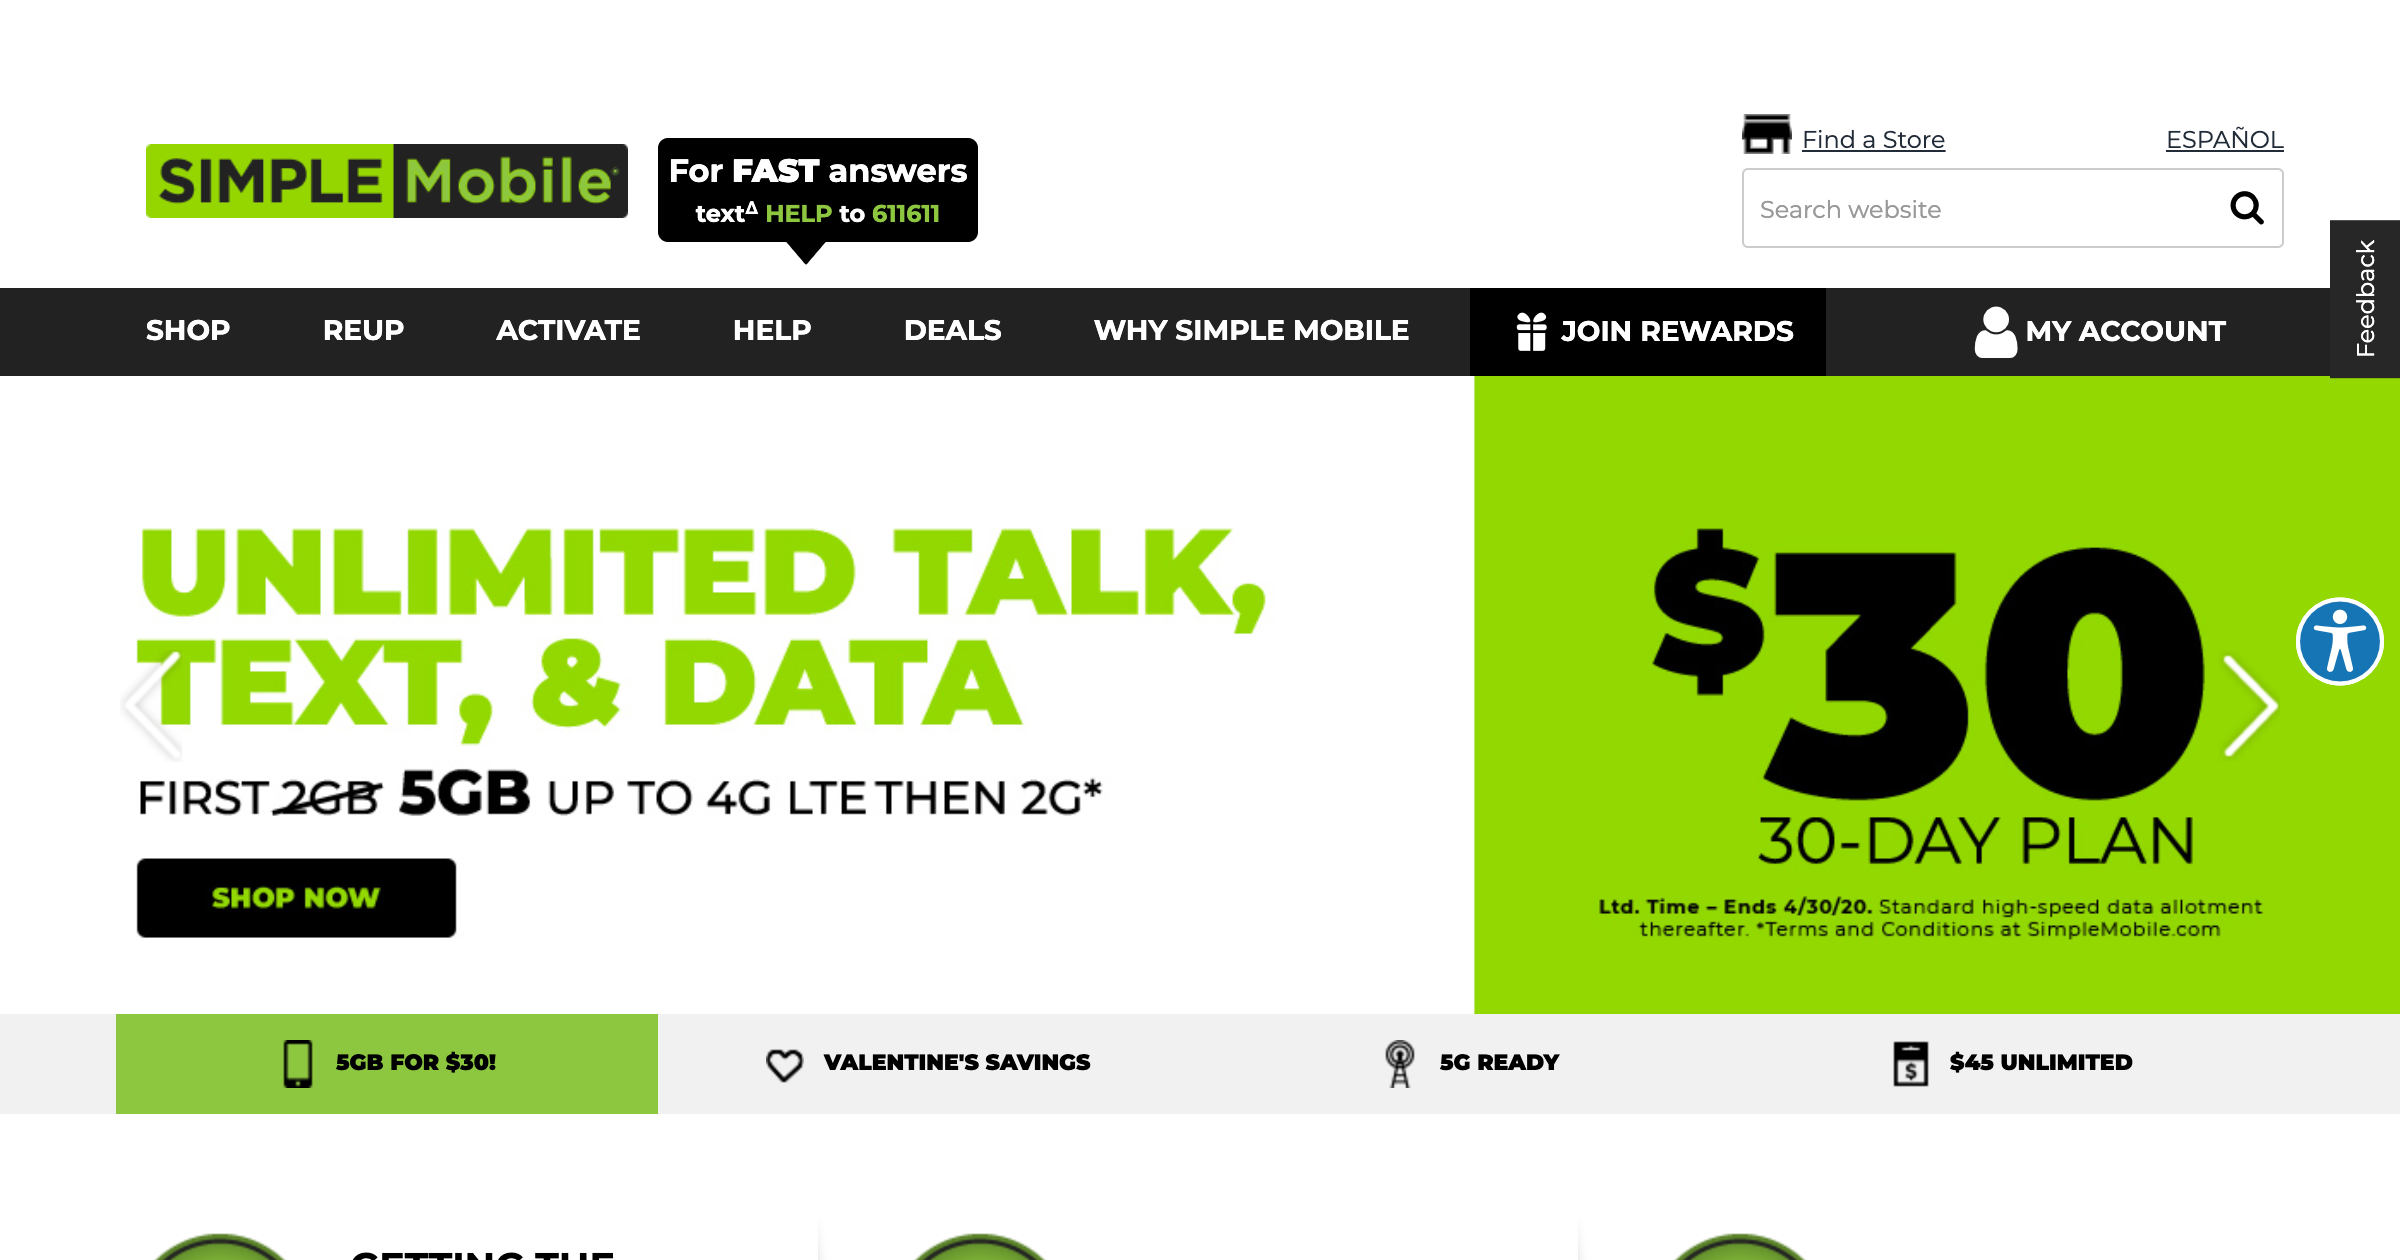 SIMPLE Mobile
For FAST answers
textΔ HELP to 611611
Find a Store
ESPAÑOL
Search website
Feedback
SHOP
REUP
ACTIVATE
HELP
DEALS
WHY SIMPLE MOBILE
JOIN REWARDS
MY ACCOUNT
UNLIMITED TALK,
TEXT, & DATA
FIRST 2GB 5GB UP TO 4G LTE THEN 2G*
SHOP NOW
$30
30-DAY PLAN
Ltd. Time – Ends 4/30/20. Standard high-speed data allotment
thereafter. *Terms and Conditions at SimpleMobile.com
5GB FOR $30!
VALENTINE'S SAVINGS
5G READY
$45 UNLIMITED
GETTING THE